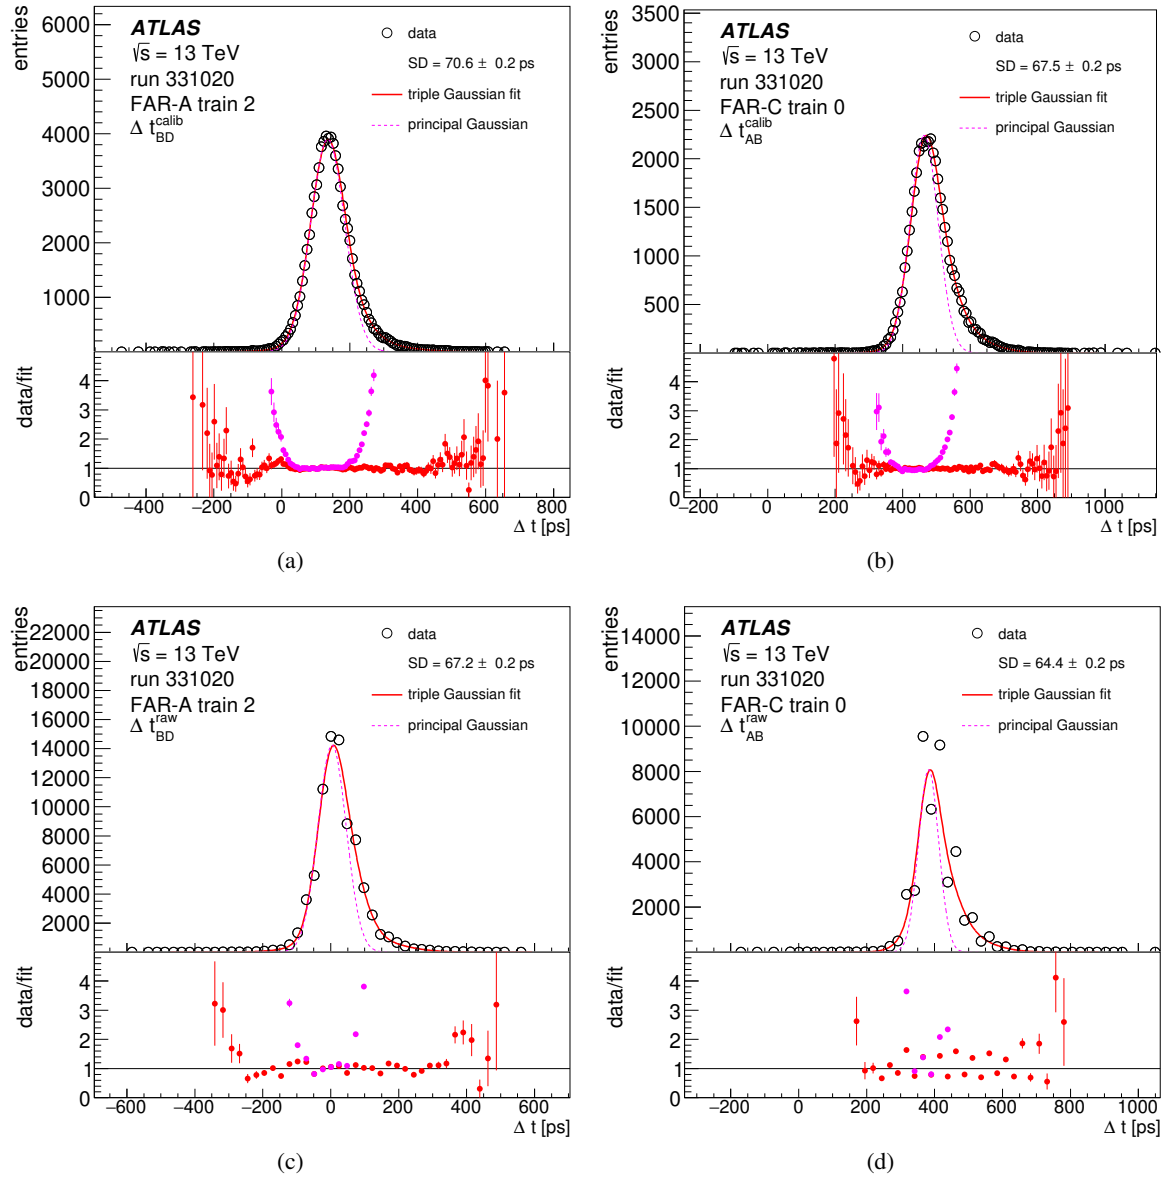 entries
6000
5000
4000
3000
2000
1000
ATLAS
√s = 13 TeV
run 331020
FAR-A train 2
Δ t_BD^calib
data
SD = 70.6 ± 0.2 ps
triple Gaussian fit
principal Gaussian
data/fit
4
3
2
1
0
−400 −200 0 200 400 600 800
Δ t [ps]
(a)
entries
3500
3000
2500
2000
1500
1000
500
ATLAS
√s = 13 TeV
run 331020
FAR-C train 0
Δ t_AB^calib
data
SD = 67.5 ± 0.2 ps
triple Gaussian fit
principal Gaussian
data/fit
4
3
2
1
0
−200 0 200 400 600 800 1000
Δ t [ps]
(b)
entries
22000
20000
18000
16000
14000
12000
10000
8000
6000
4000
2000
ATLAS
√s = 13 TeV
run 331020
FAR-A train 2
Δ t_BD^raw
data
SD = 67.2 ± 0.2 ps
triple Gaussian fit
principal Gaussian
data/fit
4
3
2
1
0
−600 −400 −200 0 200 400 600
Δ t [ps]
(c)
entries
14000
12000
10000
8000
6000
4000
2000
ATLAS
√s = 13 TeV
run 331020
FAR-C train 0
Δ t_AB^raw
data
SD = 64.4 ± 0.2 ps
triple Gaussian fit
principal Gaussian
data/fit
4
3
2
1
0
−200 0 200 400 600 800 1000
Δ t [ps]
(d)